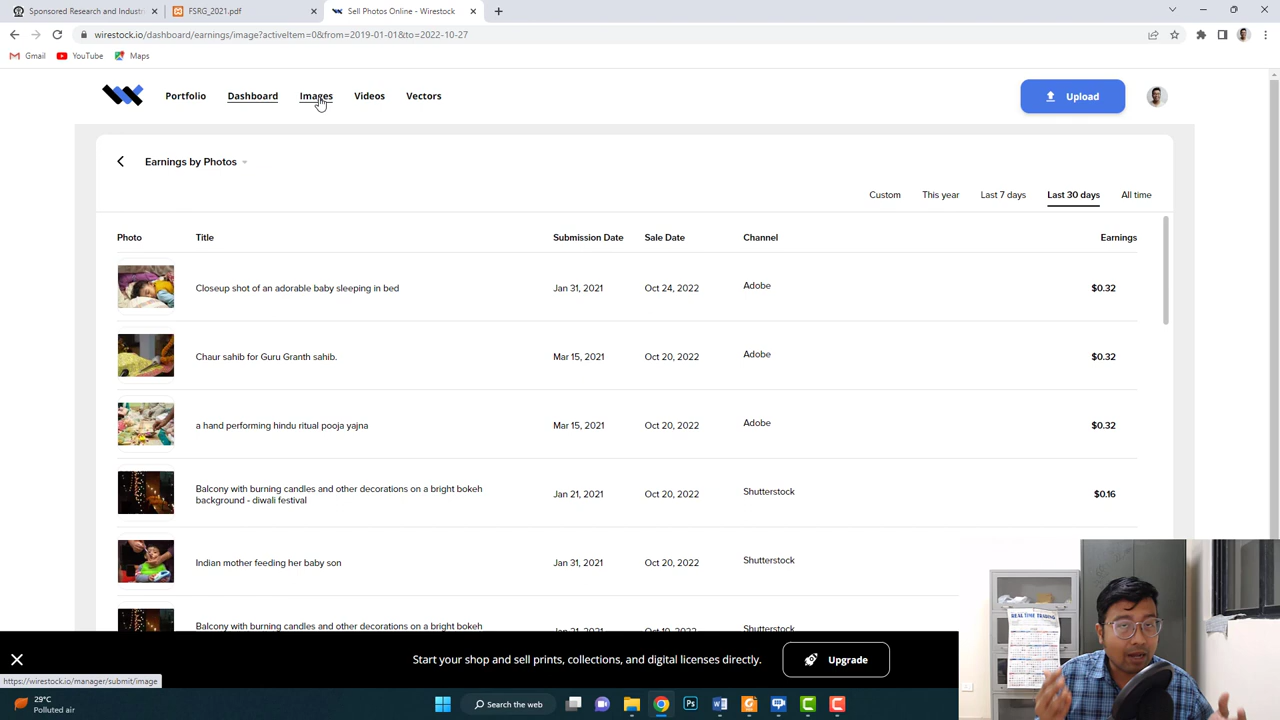 Sponsored Research and Industri
FSRG_2021.pdf
Sell Photos Online - Wirestock
wirestock.io/dashboard/earnings/image?activeItem=0&from=2019-01-01&to=2022-10-27
Gmail
YouTube
Maps
Portfolio
Dashboard
Images
Videos
Vectors
Upload
Earnings by Photos
Custom
This year
Last 7 days
Last 30 days
All time
Photo
Title
Submission Date
Sale Date
Channel
Earnings
Closeup shot of an adorable baby sleeping in bed
Jan 31, 2021
Oct 24, 2022
Adobe
$0.32
Chaur sahib for Guru Granth sahib.
Mar 15, 2021
Oct 20, 2022
Adobe
$0.32
a hand performing hindu ritual pooja yajna
Mar 15, 2021
Oct 20, 2022
Adobe
$0.32
Balcony with burning candles and other decorations on a bright bokeh
background - diwali festival
Jan 21, 2021
Oct 20, 2022
Shutterstock
$0.16
Indian mother feeding her baby son
Jan 31, 2021
Oct 20, 2022
Shutterstock
Balcony with burning candles and other decorations on a bright bokeh
Shutterstock
Start your shop and sell prints, collections, and digital licenses directly.
Upgrade
https://wirestock.io/manager/submit/image
29°C
Polluted air
Search the web
REAL TIME TRADING